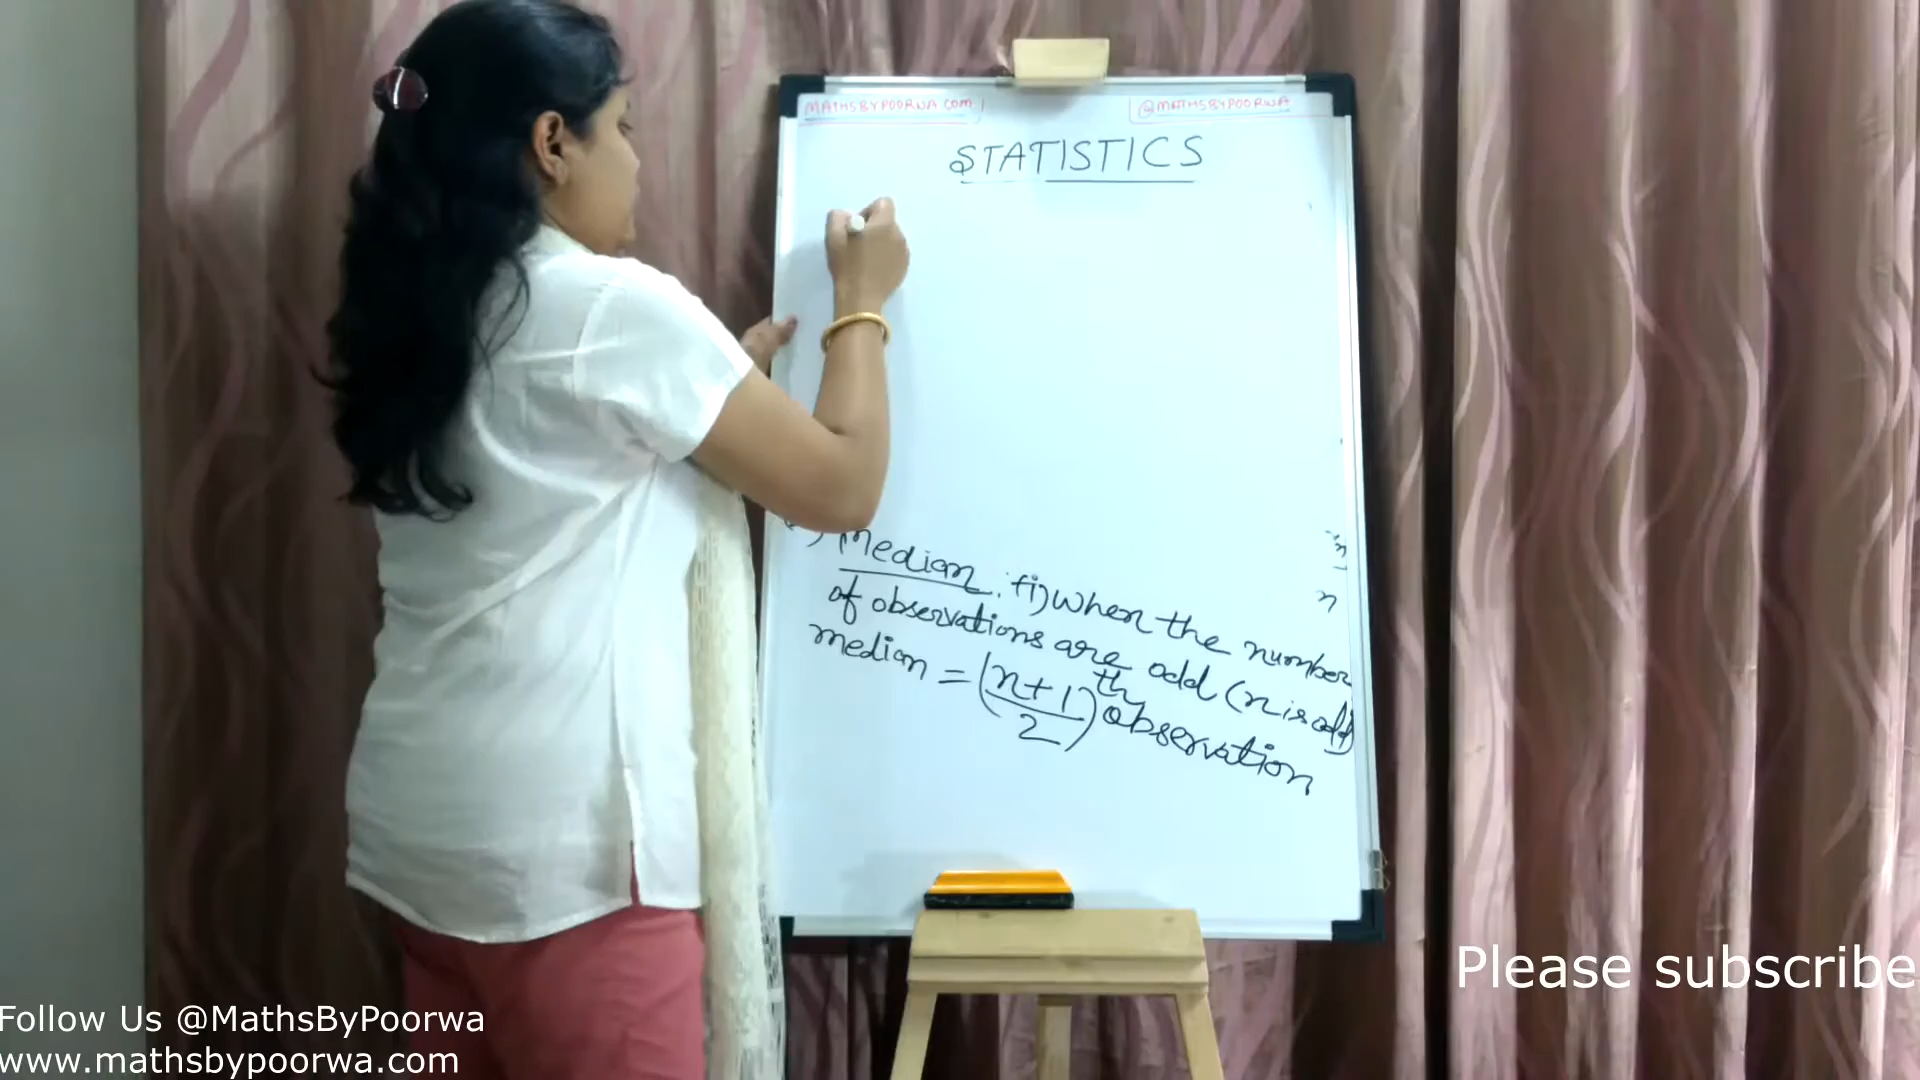 MATHSBYPOORWA.COM
@MATHSBYPOORWA
STATISTICS
Median : (i) When the number
of observations are odd (n is odd)
median = (n+1/2)th observation
n
Please subscribe
Follow Us @MathsByPoorwa
www.mathsbypoorwa.com